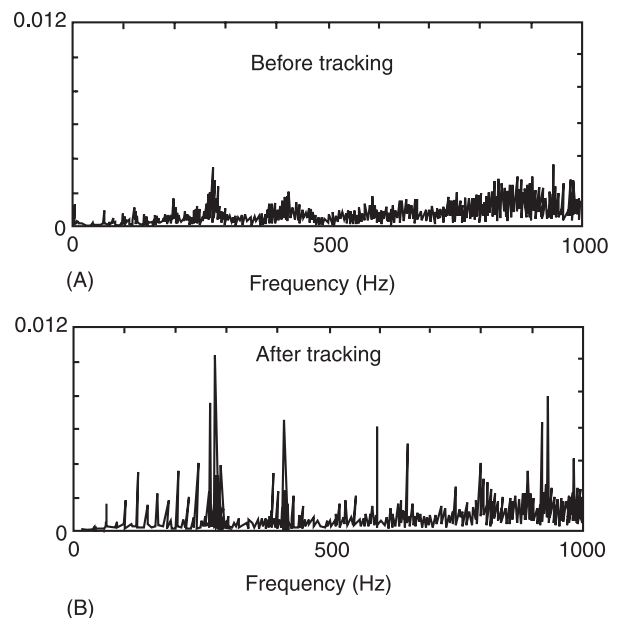 0.012
Before tracking
0
0 500 1000
(A)
Frequency (Hz)
0.012
After tracking
0
0 500 1000
Frequency (Hz)
(B)